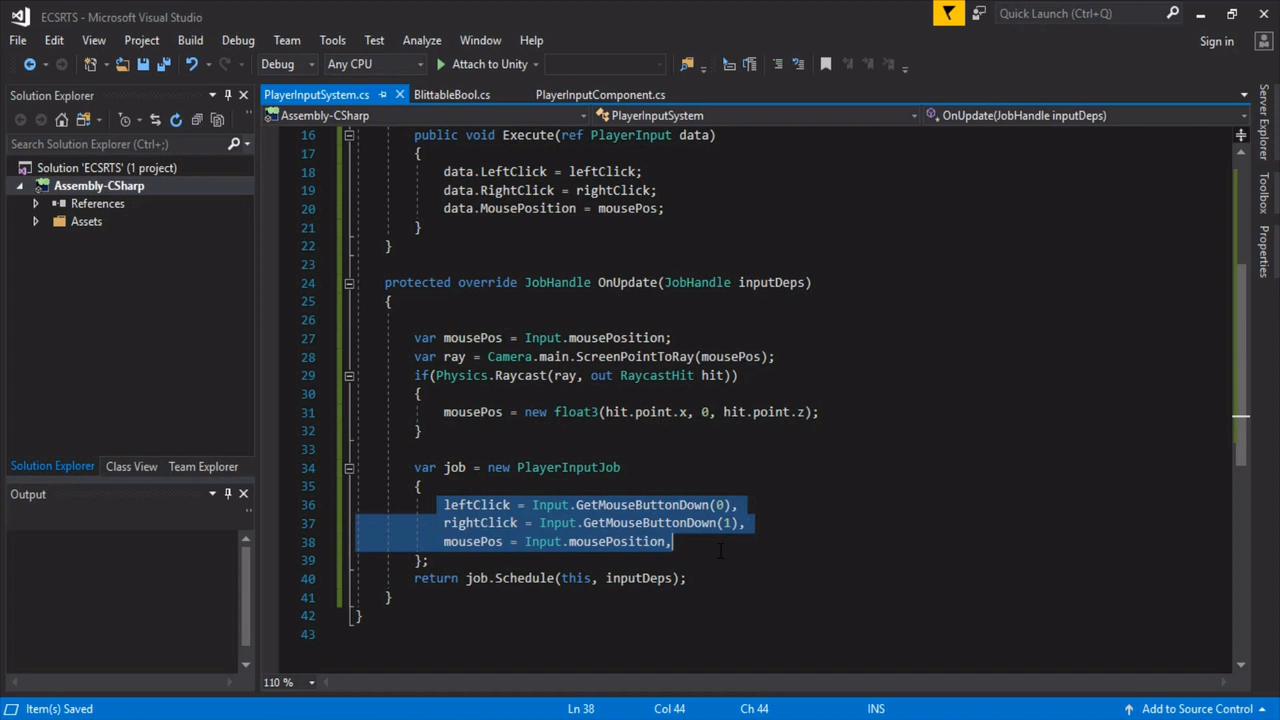 ECSRTS - Microsoft Visual Studio
Quick Launch (Ctrl+Q)
File Edit View Project Build Debug Team Tools Test Analyze Window Help
Sign in
Debug Any CPU Attach to Unity
Solution Explorer
Search Solution Explorer (Ctrl+;)
Solution 'ECSRTS' (1 project)
Assembly-CSharp
References
Assets
Solution Explorer Class View Team Explorer
Output
PlayerInputSystem.cs BlittableBool.cs PlayerInputComponent.cs
Assembly-CSharp PlayerInputSystem OnUpdate(JobHandle inputDeps)
16 public void Execute(ref PlayerInput data)
17 {
18 data.LeftClick = leftClick;
19 data.RightClick = rightClick;
20 data.MousePosition = mousePos;
21 }
22 }
23
24 protected override JobHandle OnUpdate(JobHandle inputDeps)
25 {
26
27 var mousePos = Input.mousePosition;
28 var ray = Camera.main.ScreenPointToRay(mousePos);
29 if(Physics.Raycast(ray, out RaycastHit hit))
30 {
31 mousePos = new float3(hit.point.x, 0, hit.point.z);
32 }
33
34 var job = new PlayerInputJob
35 {
36 leftClick = Input.GetMouseButtonDown(0),
37 rightClick = Input.GetMouseButtonDown(1),
38 mousePos = Input.mousePosition,
39 };
40 return job.Schedule(this, inputDeps);
41 }
42 }
43
110 %
Server Explorer
Toolbox
Properties
Item(s) Saved Ln 38 Col 44 Ch 44 INS Add to Source Control